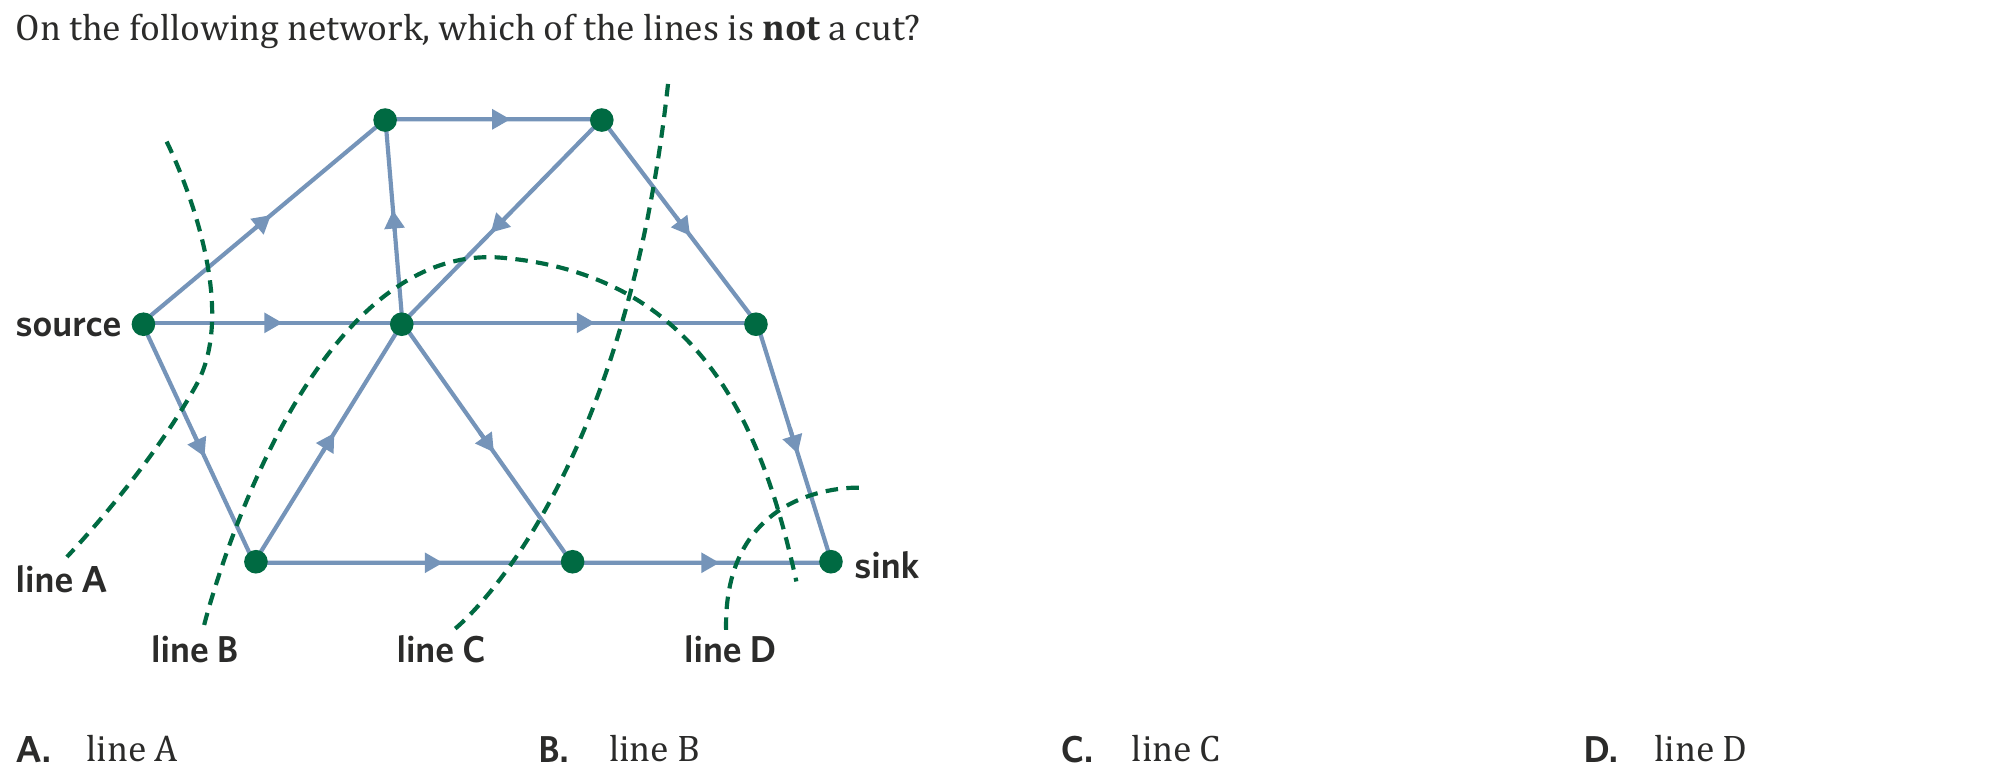 On the following network, which of the lines is not a cut?
source
sink
line A
line B
line C
line D
A. line A
B. line B
C. line C
D. line D